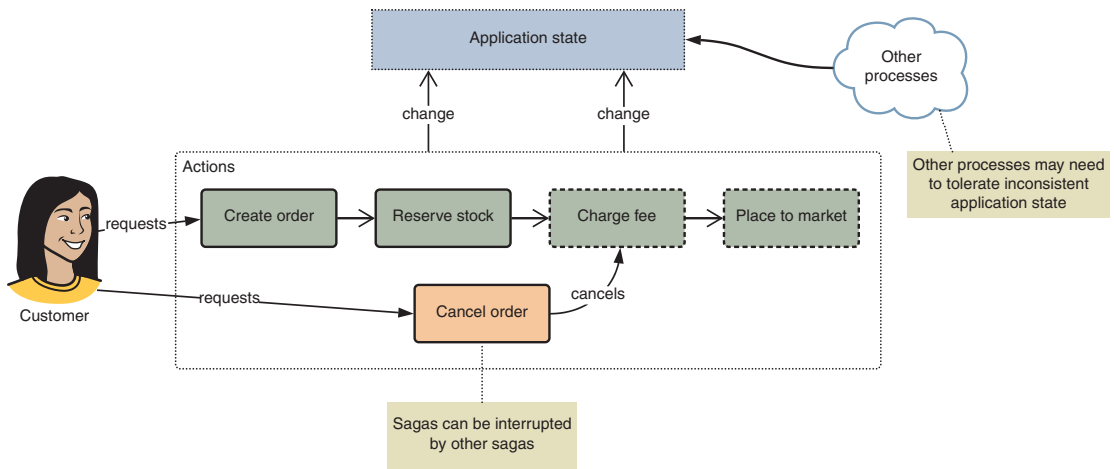 Application state
Other
processes
change
change
Other processes may need
to tolerate inconsistent
application state
Actions
requests
Create order
Reserve stock
Charge fee
Place to market
requests
Cancel order
cancels
Customer
Sagas can be interrupted
by other sagas